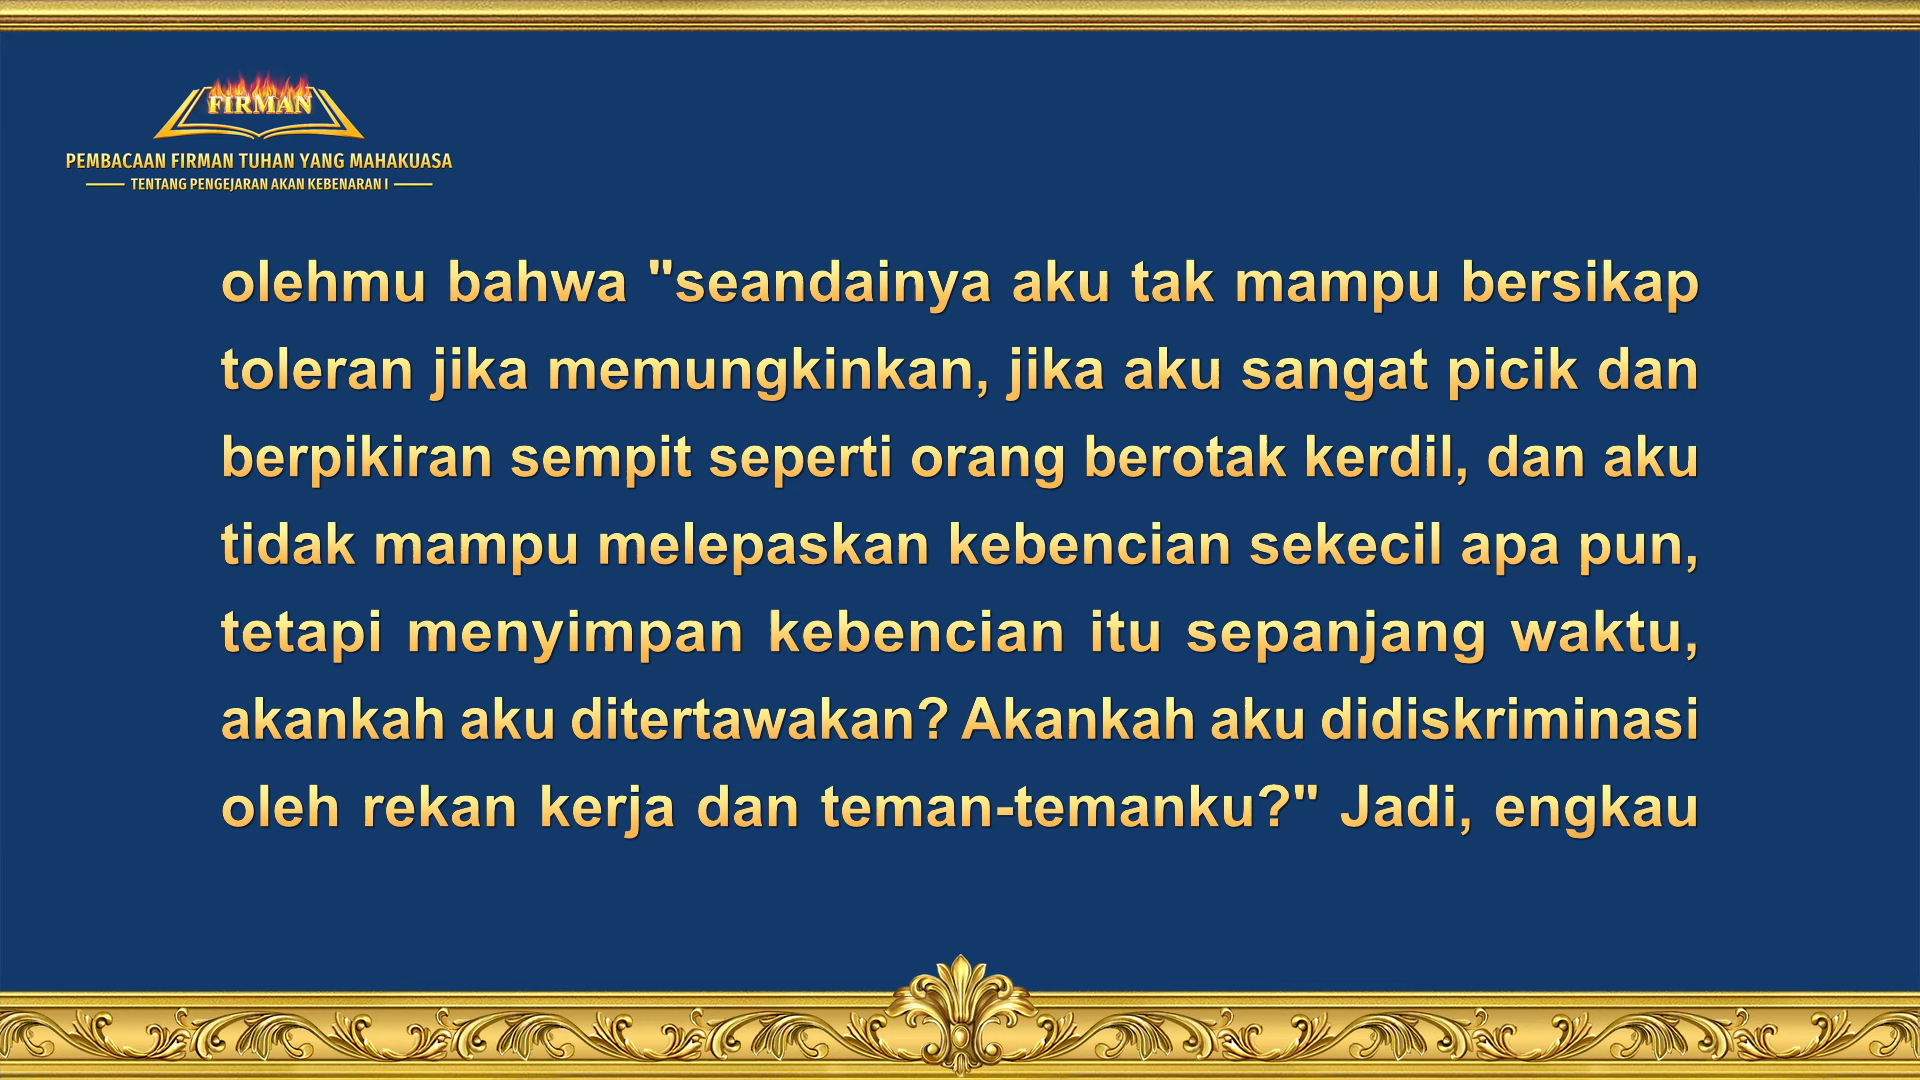 FIRMAN
PEMBACAAN FIRMAN TUHAN YANG MAHAKUASA
TENTANG PENGEJARAN AKAN KEBENARAN I
olehmu bahwa "seandainya aku tak mampu bersikap
toleran jika memungkinkan, jika aku sangat picik dan
berpikiran sempit seperti orang berotak kerdil, dan aku
tidak mampu melepaskan kebencian sekecil apa pun,
tetapi menyimpan kebencian itu sepanjang waktu,
akankah aku ditertawakan? Akankah aku didiskriminasi
oleh rekan kerja dan teman-temanku?" Jadi, engkau